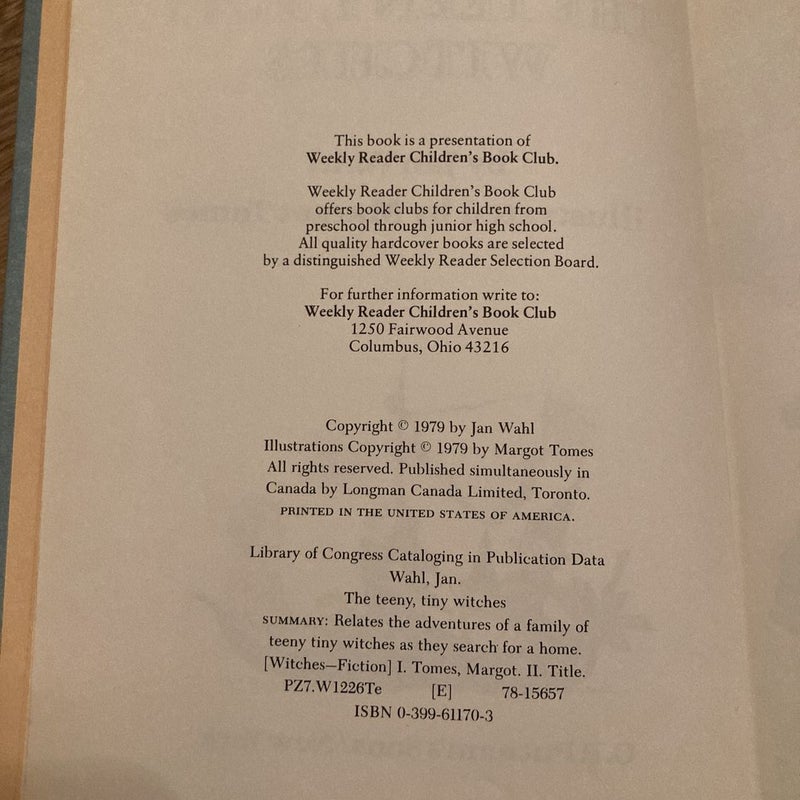 This book is a presentation of
Weekly Reader Children's Book Club.
Weekly Reader Children's Book Club
offers book clubs for children from
preschool through junior high school.
All quality hardcover books are selected
by a distinguished Weekly Reader Selection Board.
For further information write to:
Weekly Reader Children's Book Club
1250 Fairwood Avenue
Columbus, Ohio 43216
Copyright © 1979 by Jan Wahl
Illustrations Copyright © 1979 by Margot Tomes
All rights reserved. Published simultaneously in
Canada by Longman Canada Limited, Toronto.
PRINTED IN THE UNITED STATES OF AMERICA.
Library of Congress Cataloging in Publication Data
Wahl, Jan.
The teeny, tiny witches
SUMMARY: Relates the adventures of a family of
teeny tiny witches as they search for a home.
[Witches—Fiction] I. Tomes, Margot. II. Title.
PZ7.W1226Te [E] 78-15657
ISBN 0-399-61170-3